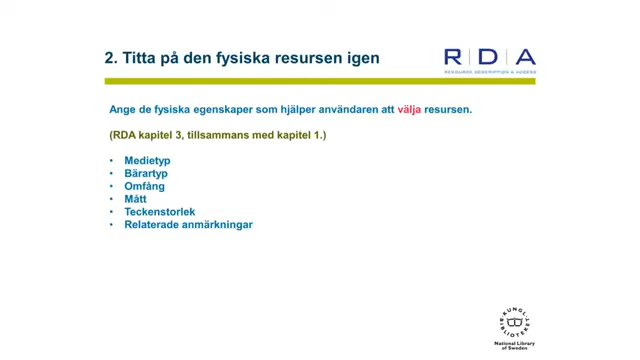 2. Titta på den fysiska resursen igen
R | D | A
RESOURCE DESCRIPTION & ACCESS
Ange de fysiska egenskaper som hjälper användaren att välja resursen.
(RDA kapitel 3, tillsammans med kapitel 1.)
• Medietyp
• Bärartyp
• Omfång
• Mått
• Teckenstorlek
• Relaterade anmärkningar
KUNGL. BIBLIOTEKET
National Library
of Sweden